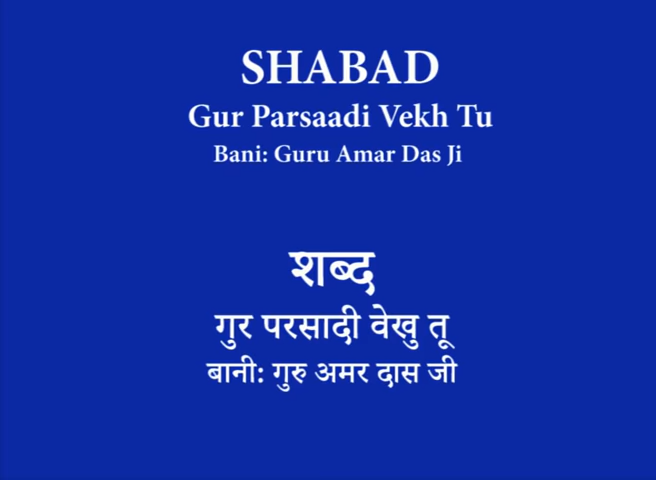 SHABAD
Gur Parsaadi Vekh Tu
Bani: Guru Amar Das Ji
शब्द
गुर परसादी वेखु तू
बानी: गुरु अमर दास जी